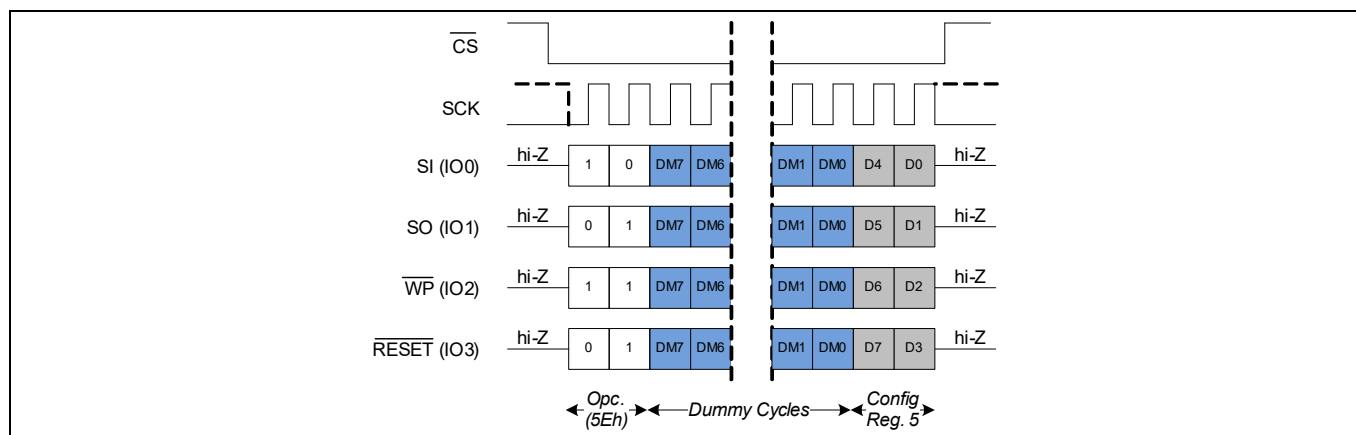 CS
SCK
SI (IO0) hi-Z 1 0 DM7 DM6 DM1 DM0 D4 D0 hi-Z
SO (IO1) hi-Z 0 1 DM7 DM6 DM1 DM0 D5 D1 hi-Z
WP (IO2) hi-Z 1 1 DM7 DM6 DM1 DM0 D6 D2 hi-Z
RESET (IO3) hi-Z 0 1 DM7 DM6 DM1 DM0 D7 D3 hi-Z
Opc. Dummy Cycles Config
(5Eh) Reg. 5